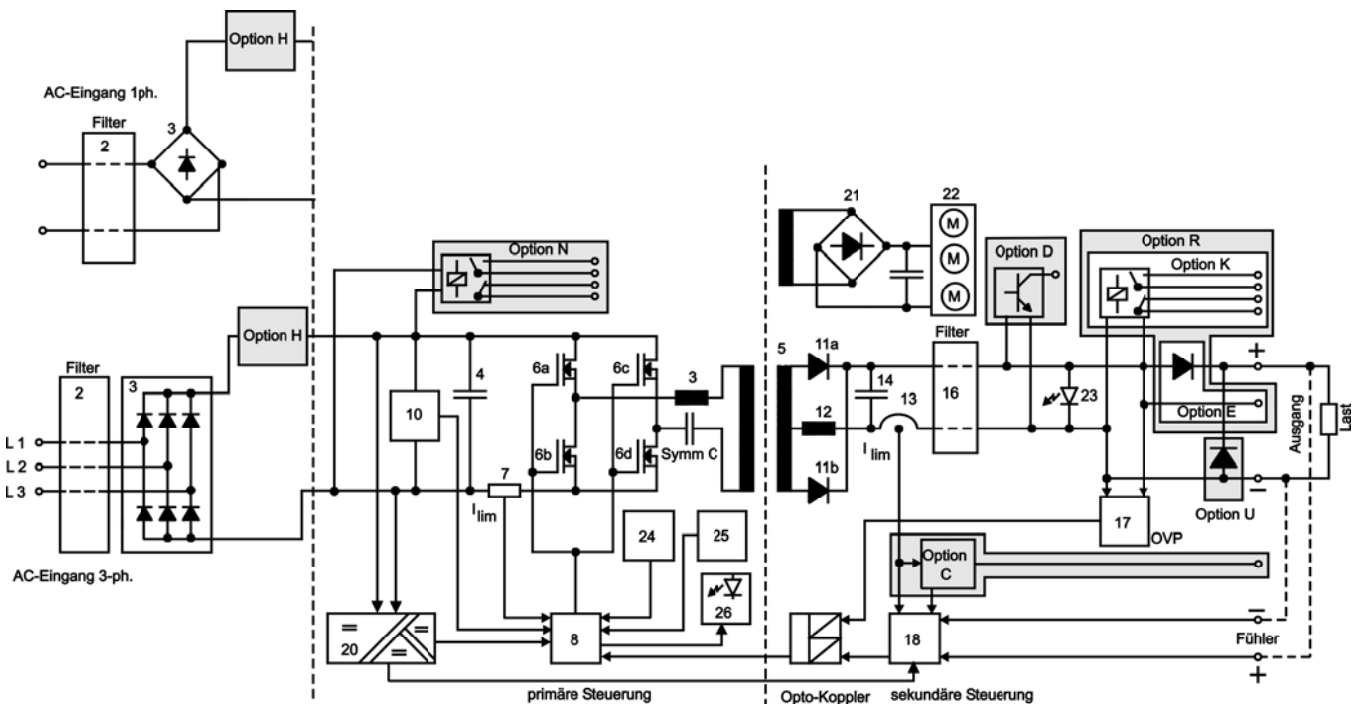 Option H
AC-Eingang 1ph.
Filter
2
3
Option H
Filter
2
3
L 1
L 2
L 3
AC-Eingang 3-ph.
Option N
4
10
6a
6c
6b
6d
3
Symm C
7
I lim
24
25
26
20
8
primäre Steuerung
21
22
M
M
M
5
11a
12
11b
14
13
I lim
Filter
16
Option D
23
Option R
Option K
Option E
+
−
Ausgang
Last
Option U
17
OVP
Option
C
18
−
Fühler
+
Opto-Koppler
sekundäre Steuerung